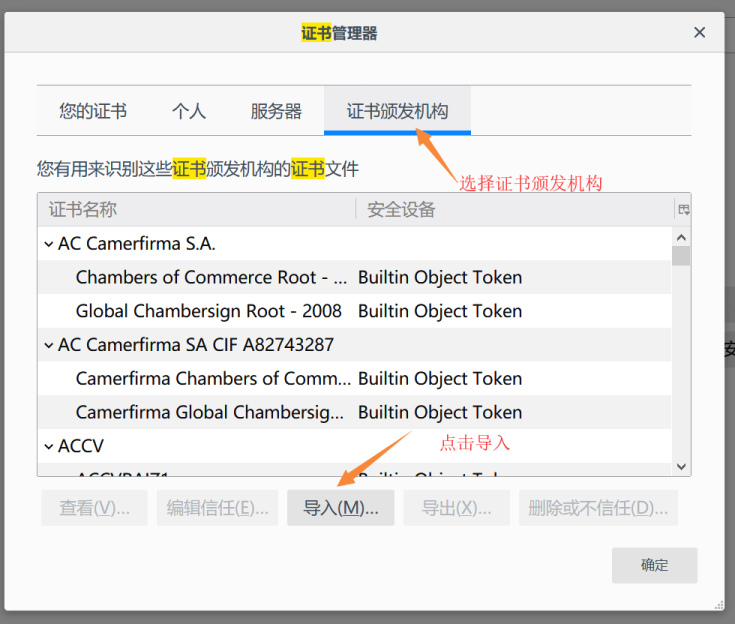 证书管理器
您的证书 个人 服务器 证书颁发机构
您有用来识别这些证书颁发机构的证书文件
选择证书颁发机构
证书名称 安全设备
AC Camerfirma S.A.
Chambers of Commerce Root - ... Builtin Object Token
Global Chambersign Root - 2008 Builtin Object Token
AC Camerfirma SA CIF A82743287
Camerfirma Chambers of Comm... Builtin Object Token
Camerfirma Global Chambersig... Builtin Object Token
ACCV
点击导入
查看(V)... 编辑信任(E)... 导入(M)... 导出(X)... 删除或不信任(D)...
确定